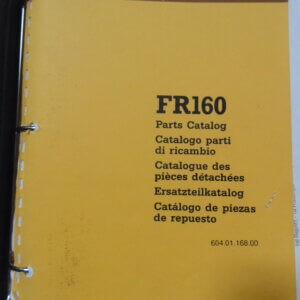 FR160
Parts Catalog
Catalogo parti
di ricambio
Catalogue des
pièces détachées
Ersatzteilkatalog
Catálogo de piezas
de repuesto
604.01.168.00